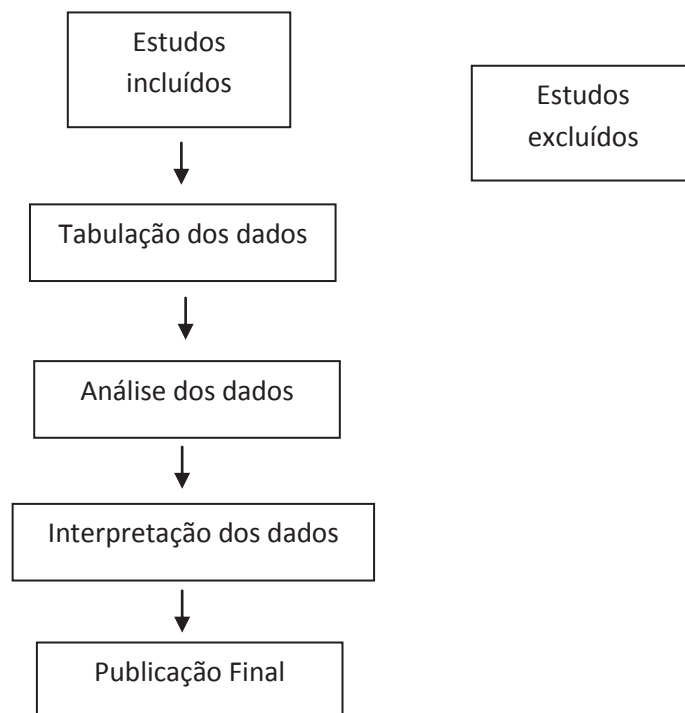 Estudos
incluídos
Estudos
excluídos
Tabulação dos dados
Análise dos dados
Interpretação dos dados
Publicação Final